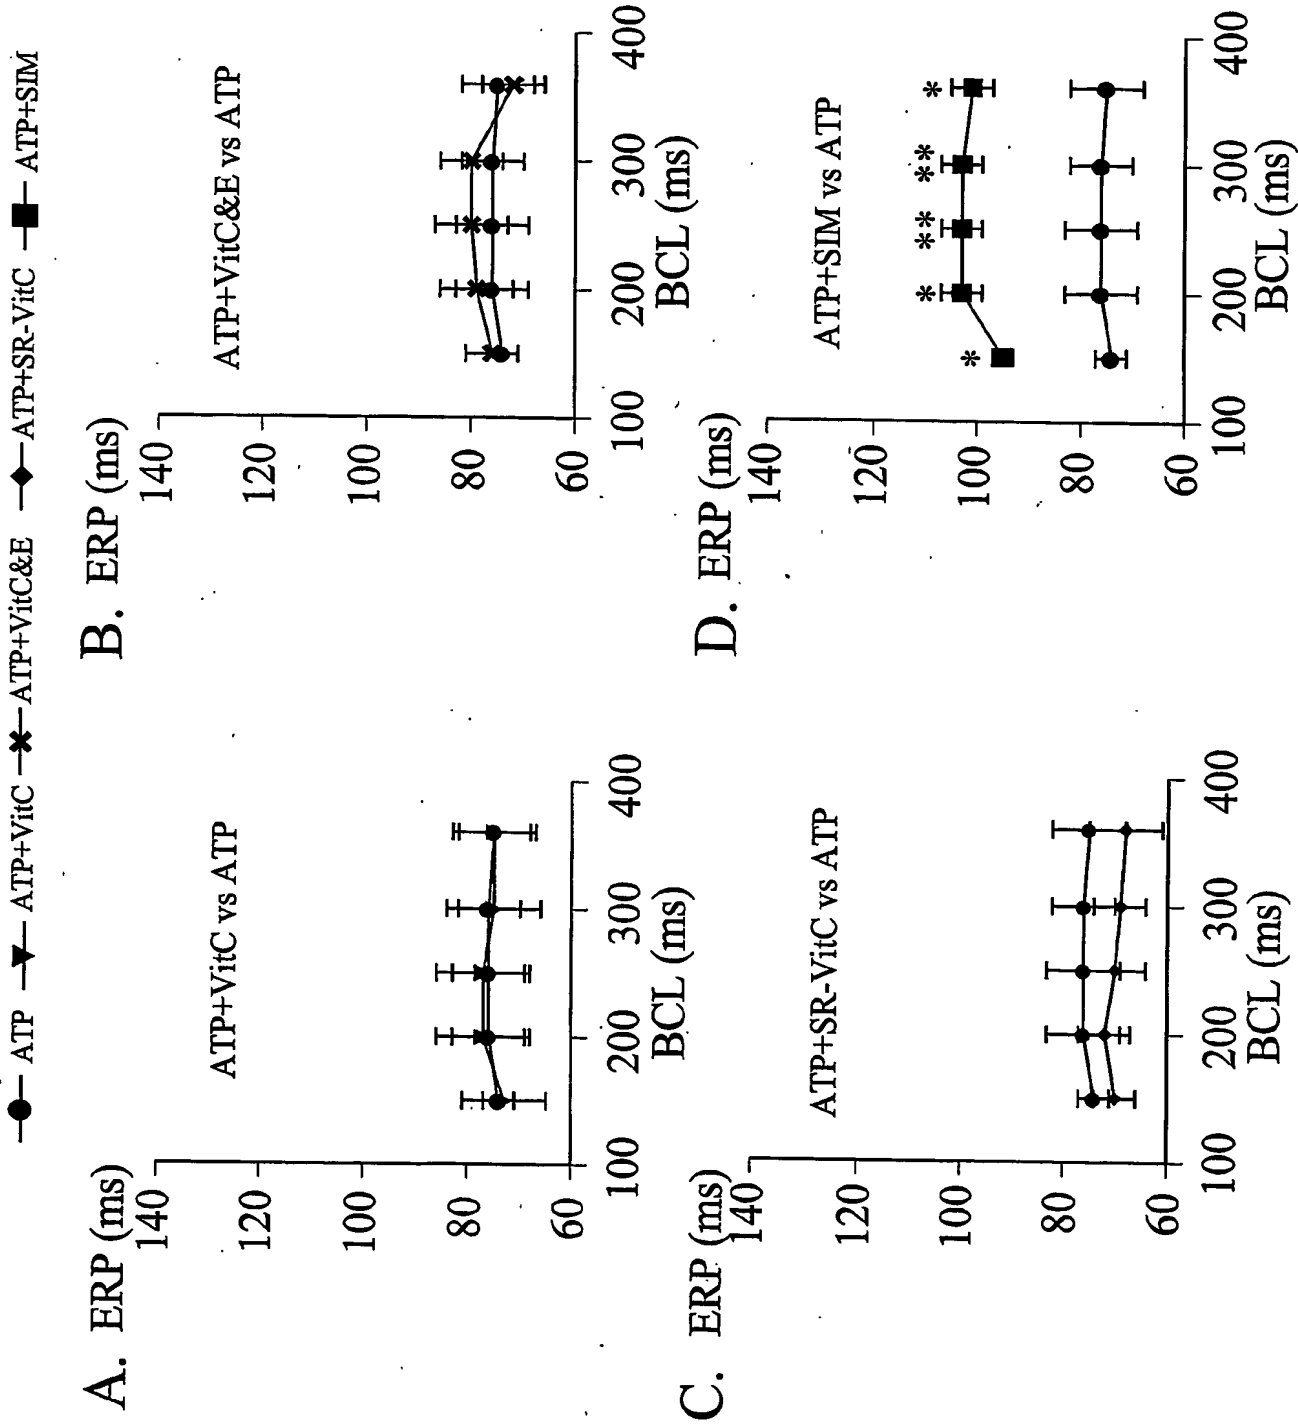 ATP ATP+VitC ATP+VitC&E ATP+SR-VitC ATP+SIM
A. ERP (ms)
140
120
100
80
60
ATP+VitC vs ATP
100 200 300 400
BCL (ms)
B. ERP (ms)
140
120
100
80
60
ATP+VitC&E vs ATP
100 200 300 400
BCL (ms)
C. ERP (ms)
140
120
100
80
60
ATP+SR-VitC vs ATP
100 200 300 400
BCL (ms)
D. ERP (ms)
140
120
100
80
60
ATP+SIM vs ATP
* * ** ** *
100 200 300 400
BCL (ms)